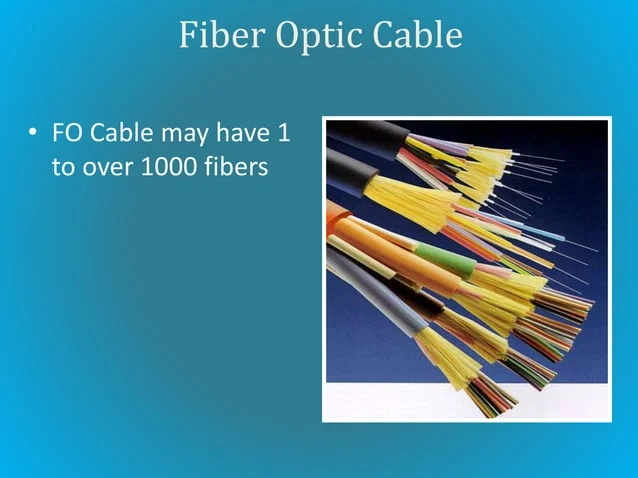 Fiber Optic Cable
• FO Cable may have 1
to over 1000 fibers